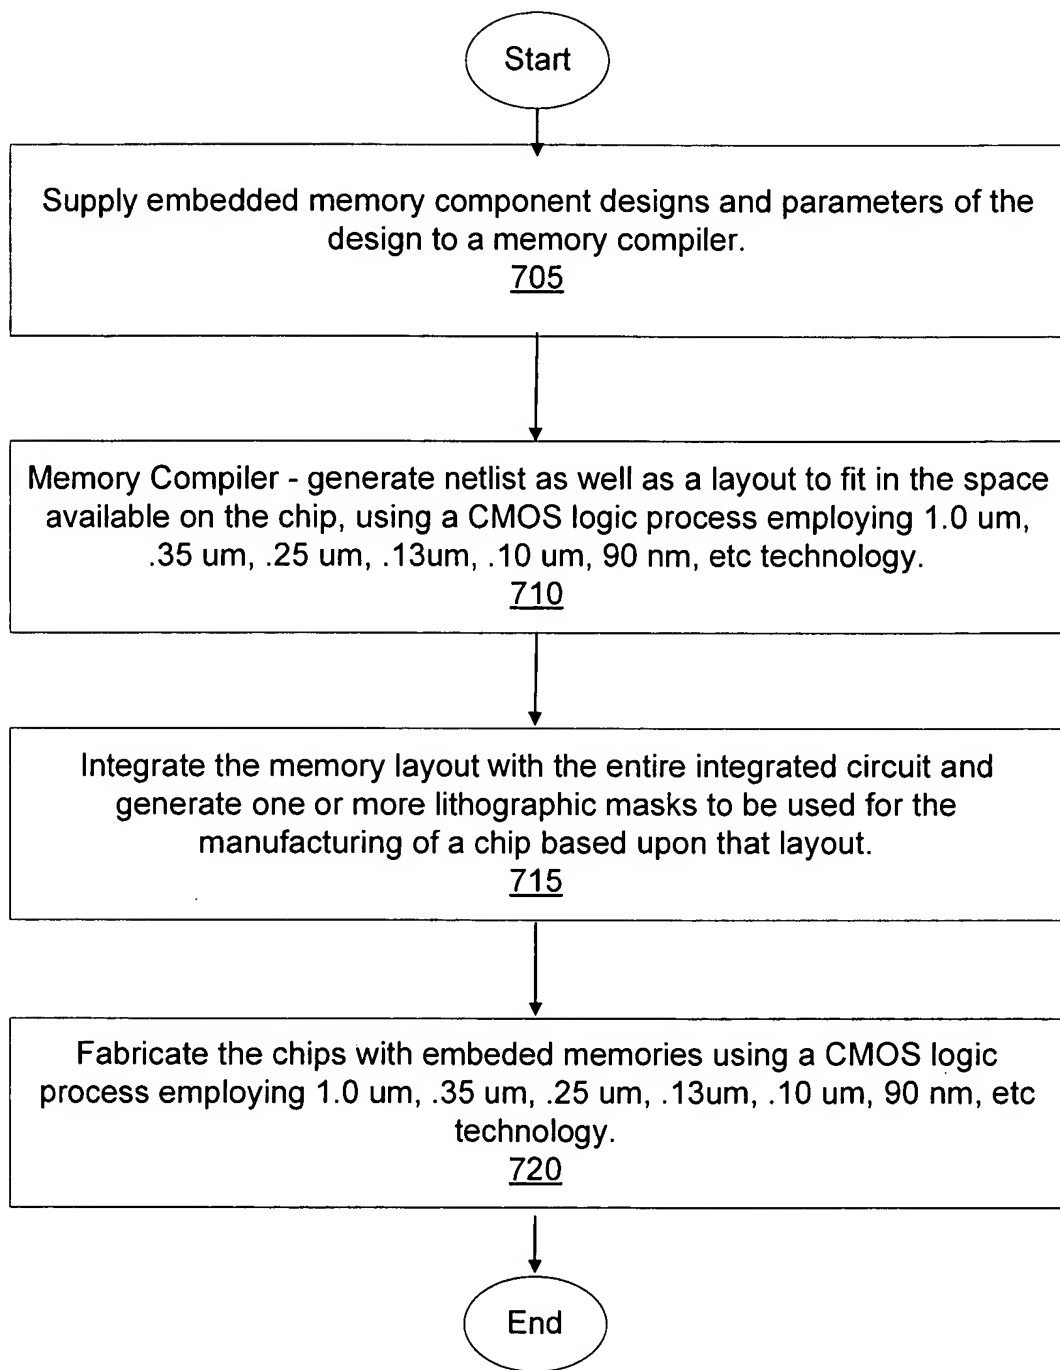 Start
Supply embedded memory component designs and parameters of the
design to a memory compiler.
705
Memory Compiler - generate netlist as well as a layout to fit in the space
available on the chip, using a CMOS logic process employing 1.0 um,
.35 um, .25 um, .13um, .10 um, 90 nm, etc technology.
710
Integrate the memory layout with the entire integrated circuit and
generate one or more lithographic masks to be used for the
manufacturing of a chip based upon that layout.
715
Fabricate the chips with embeded memories using a CMOS logic
process employing 1.0 um, .35 um, .25 um, .13um, .10 um, 90 nm, etc
technology.
720
End